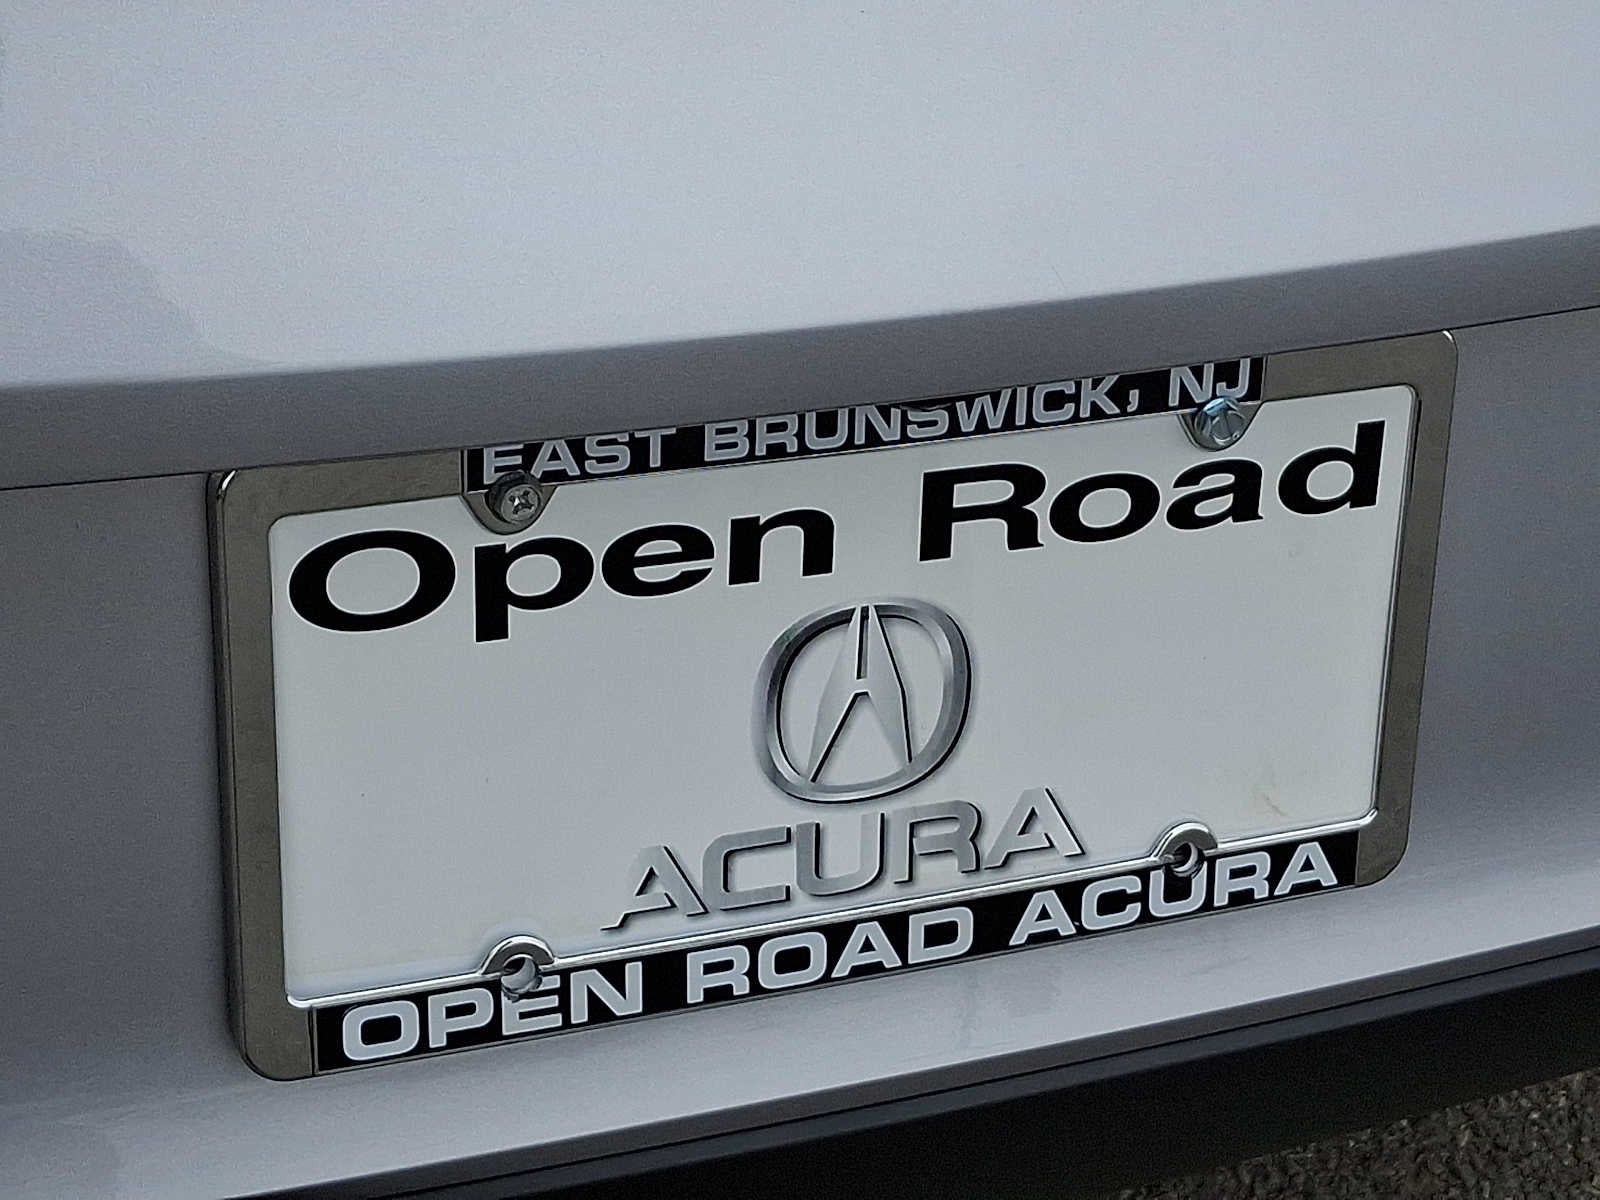 EAST BRUNSWICK, NJ
Open Road
ACURA
OPEN ROAD ACURA